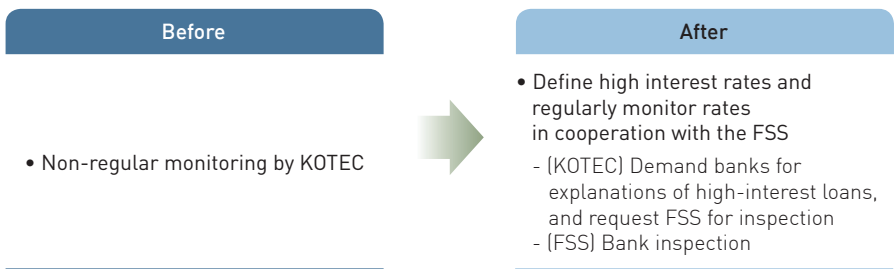 Before
• Non-regular monitoring by KOTEC
After
• Define high interest rates and
regularly monitor rates
in cooperation with the FSS
- (KOTEC) Demand banks for
explanations of high-interest loans,
and request FSS for inspection
- (FSS) Bank inspection